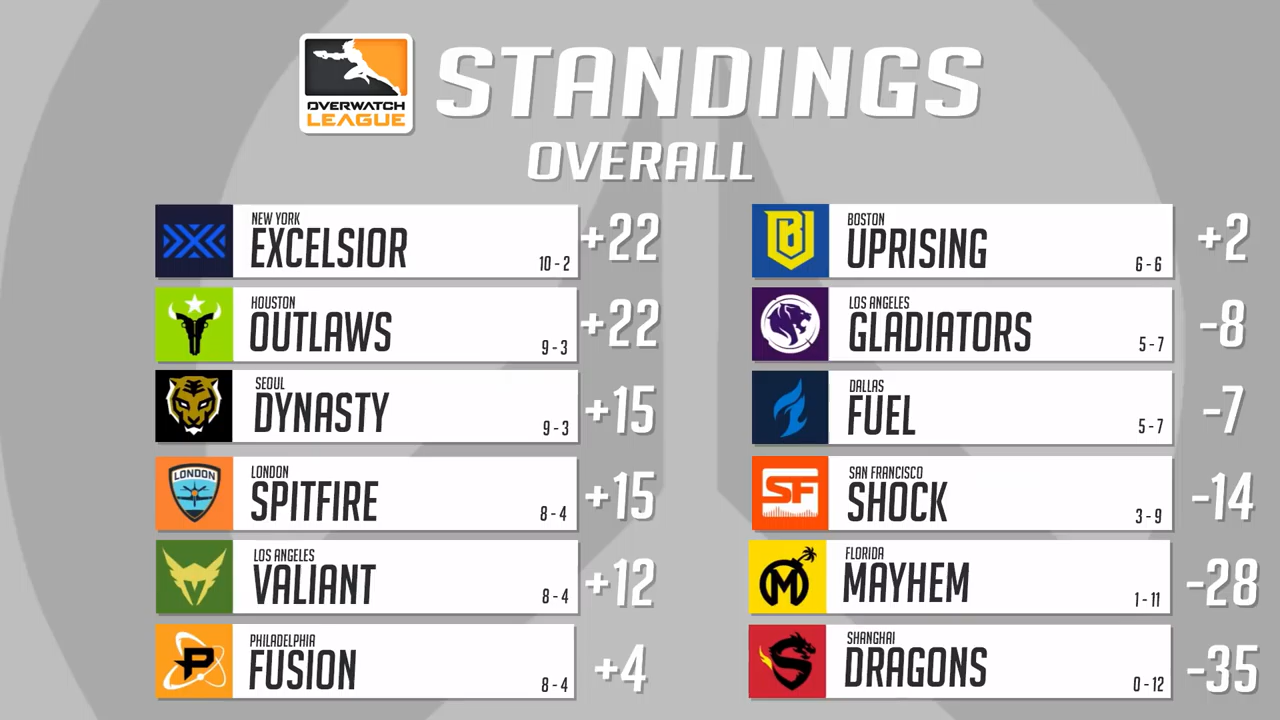 OVERWATCH
LEAGUE
STANDINGS
OVERALL
NEW YORK
EXCELSIOR
10 - 2
+22
HOUSTON
OUTLAWS
9 - 3
+22
SEOUL
DYNASTY
9 - 3
+15
LONDON
LONDON
SPITFIRE
8 - 4
+15
LOS ANGELES
VALIANT
8 - 4
+12
P
PHILADELPHIA
FUSION
8 - 4
+4
B
BOSTON
UPRISING
6 - 6
+2
LOS ANGELES
GLADIATORS
5 - 7
-8
DALLAS
FUEL
5 - 7
-7
SF
SAN FRANCISCO
SHOCK
3 - 9
-14
M
FLORIDA
MAYHEM
1 - 11
-28
S
SHANGHAI
DRAGONS
0 - 12
-35